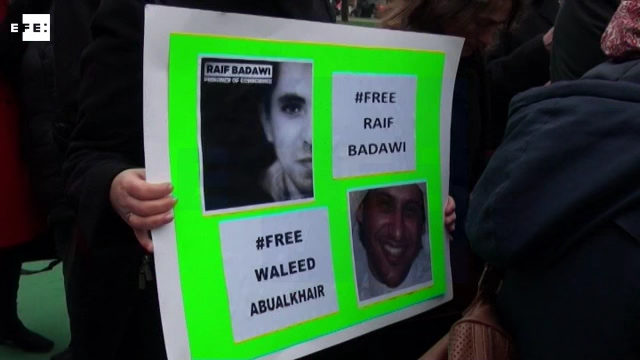 EFE:
RAIF BADAWI
PRISONER OF CONSCIENCE
#FREE
RAIF
BADAWI
#FREE
WALEED
ABUALKHAIR